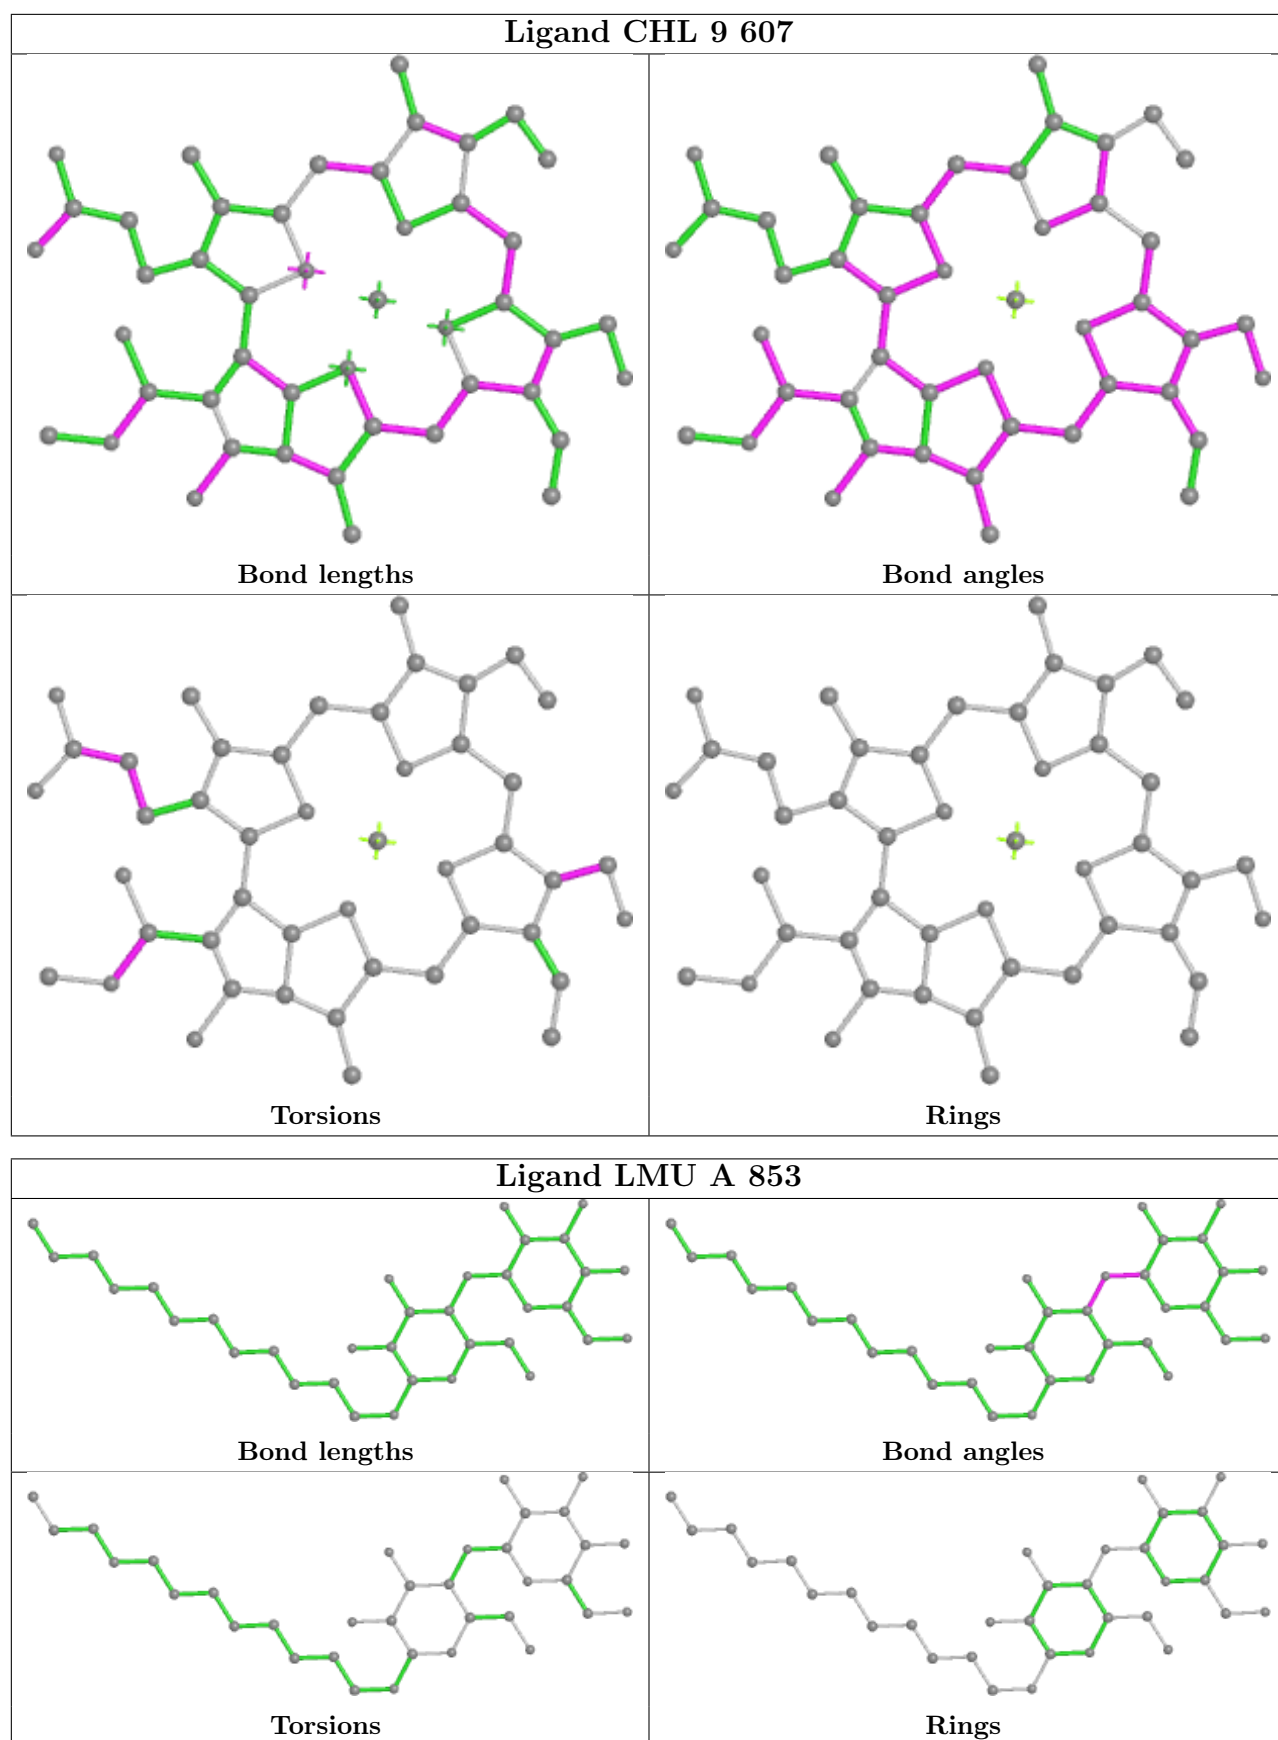 Ligand CHL 9 607
Bond lengths
Bond angles
Torsions
Rings
Ligand LMU A 853
Bond lengths
Bond angles
Torsions
Rings